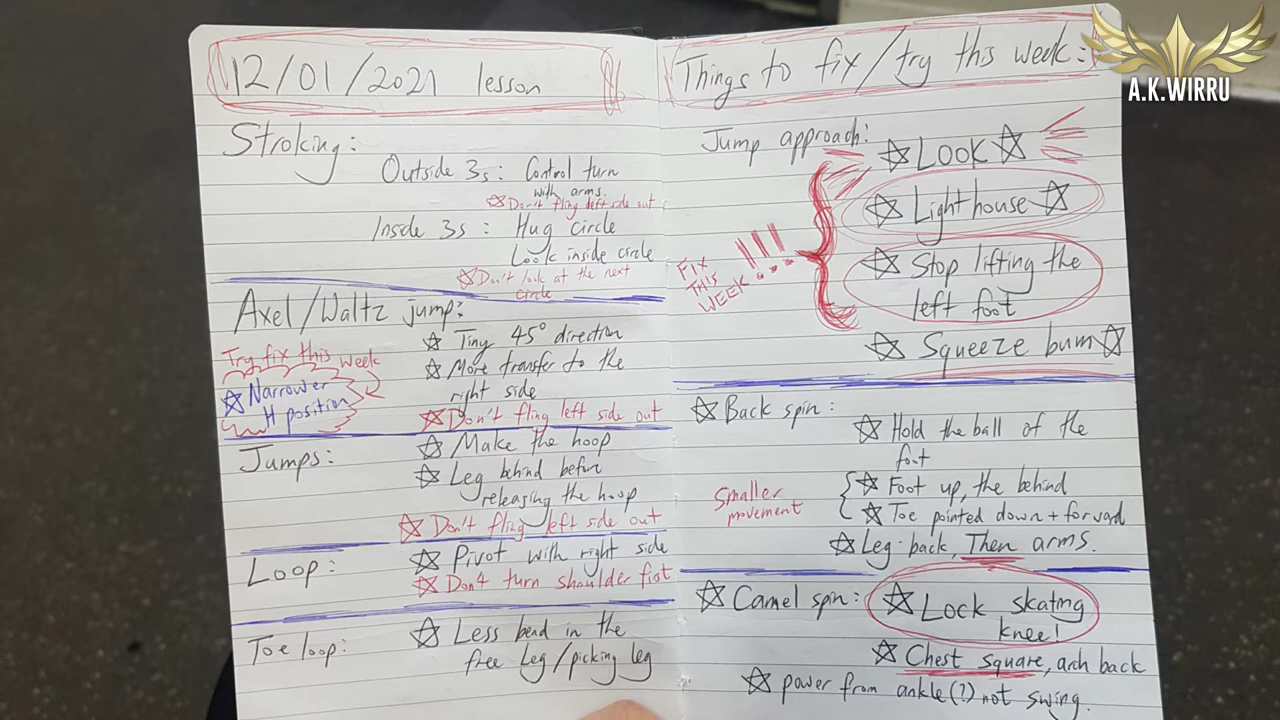 12/01/2021 lesson
Stroking:
Outside 3s: Control turn
with arms.
☆ Don't fling left side out
Inside 3s: Hug circle
Look inside circle
☆ Don't look at the next
circle
Axel/Waltz jump:
☆ Tiny 45° direction
☆ More transfer to the
right side
☆ Don't fling left side out
Try fix this week
☆ Narrower
H position
Jumps:
☆ Make the hoop
☆ Leg behind before
releasing the hoop
☆ Don't fling left side out
Loop:
☆ Pivot with right side
☆ Don't turn shoulder fist
Toe loop:
☆ Less bend in the
free leg/picking leg
Things to fix/try this week:
Jump approach:
☆ LOOK ☆
☆ Light house ☆
☆ Stop lifting the
left foot
☆ Squeeze bum ☆
FIX
THIS
WEEK!!!!
☆ Back spin:
☆ Hold the ball of the
foot
☆ Foot up, the behind
☆ Toe pointed down + forward
Smaller
movement
☆ Leg back, Then arms.
☆ Camel spin:
☆ Lock skating
knee!
☆ Chest square, arch back
☆ power from ankle(?) not swing.
A.K.WIRRU